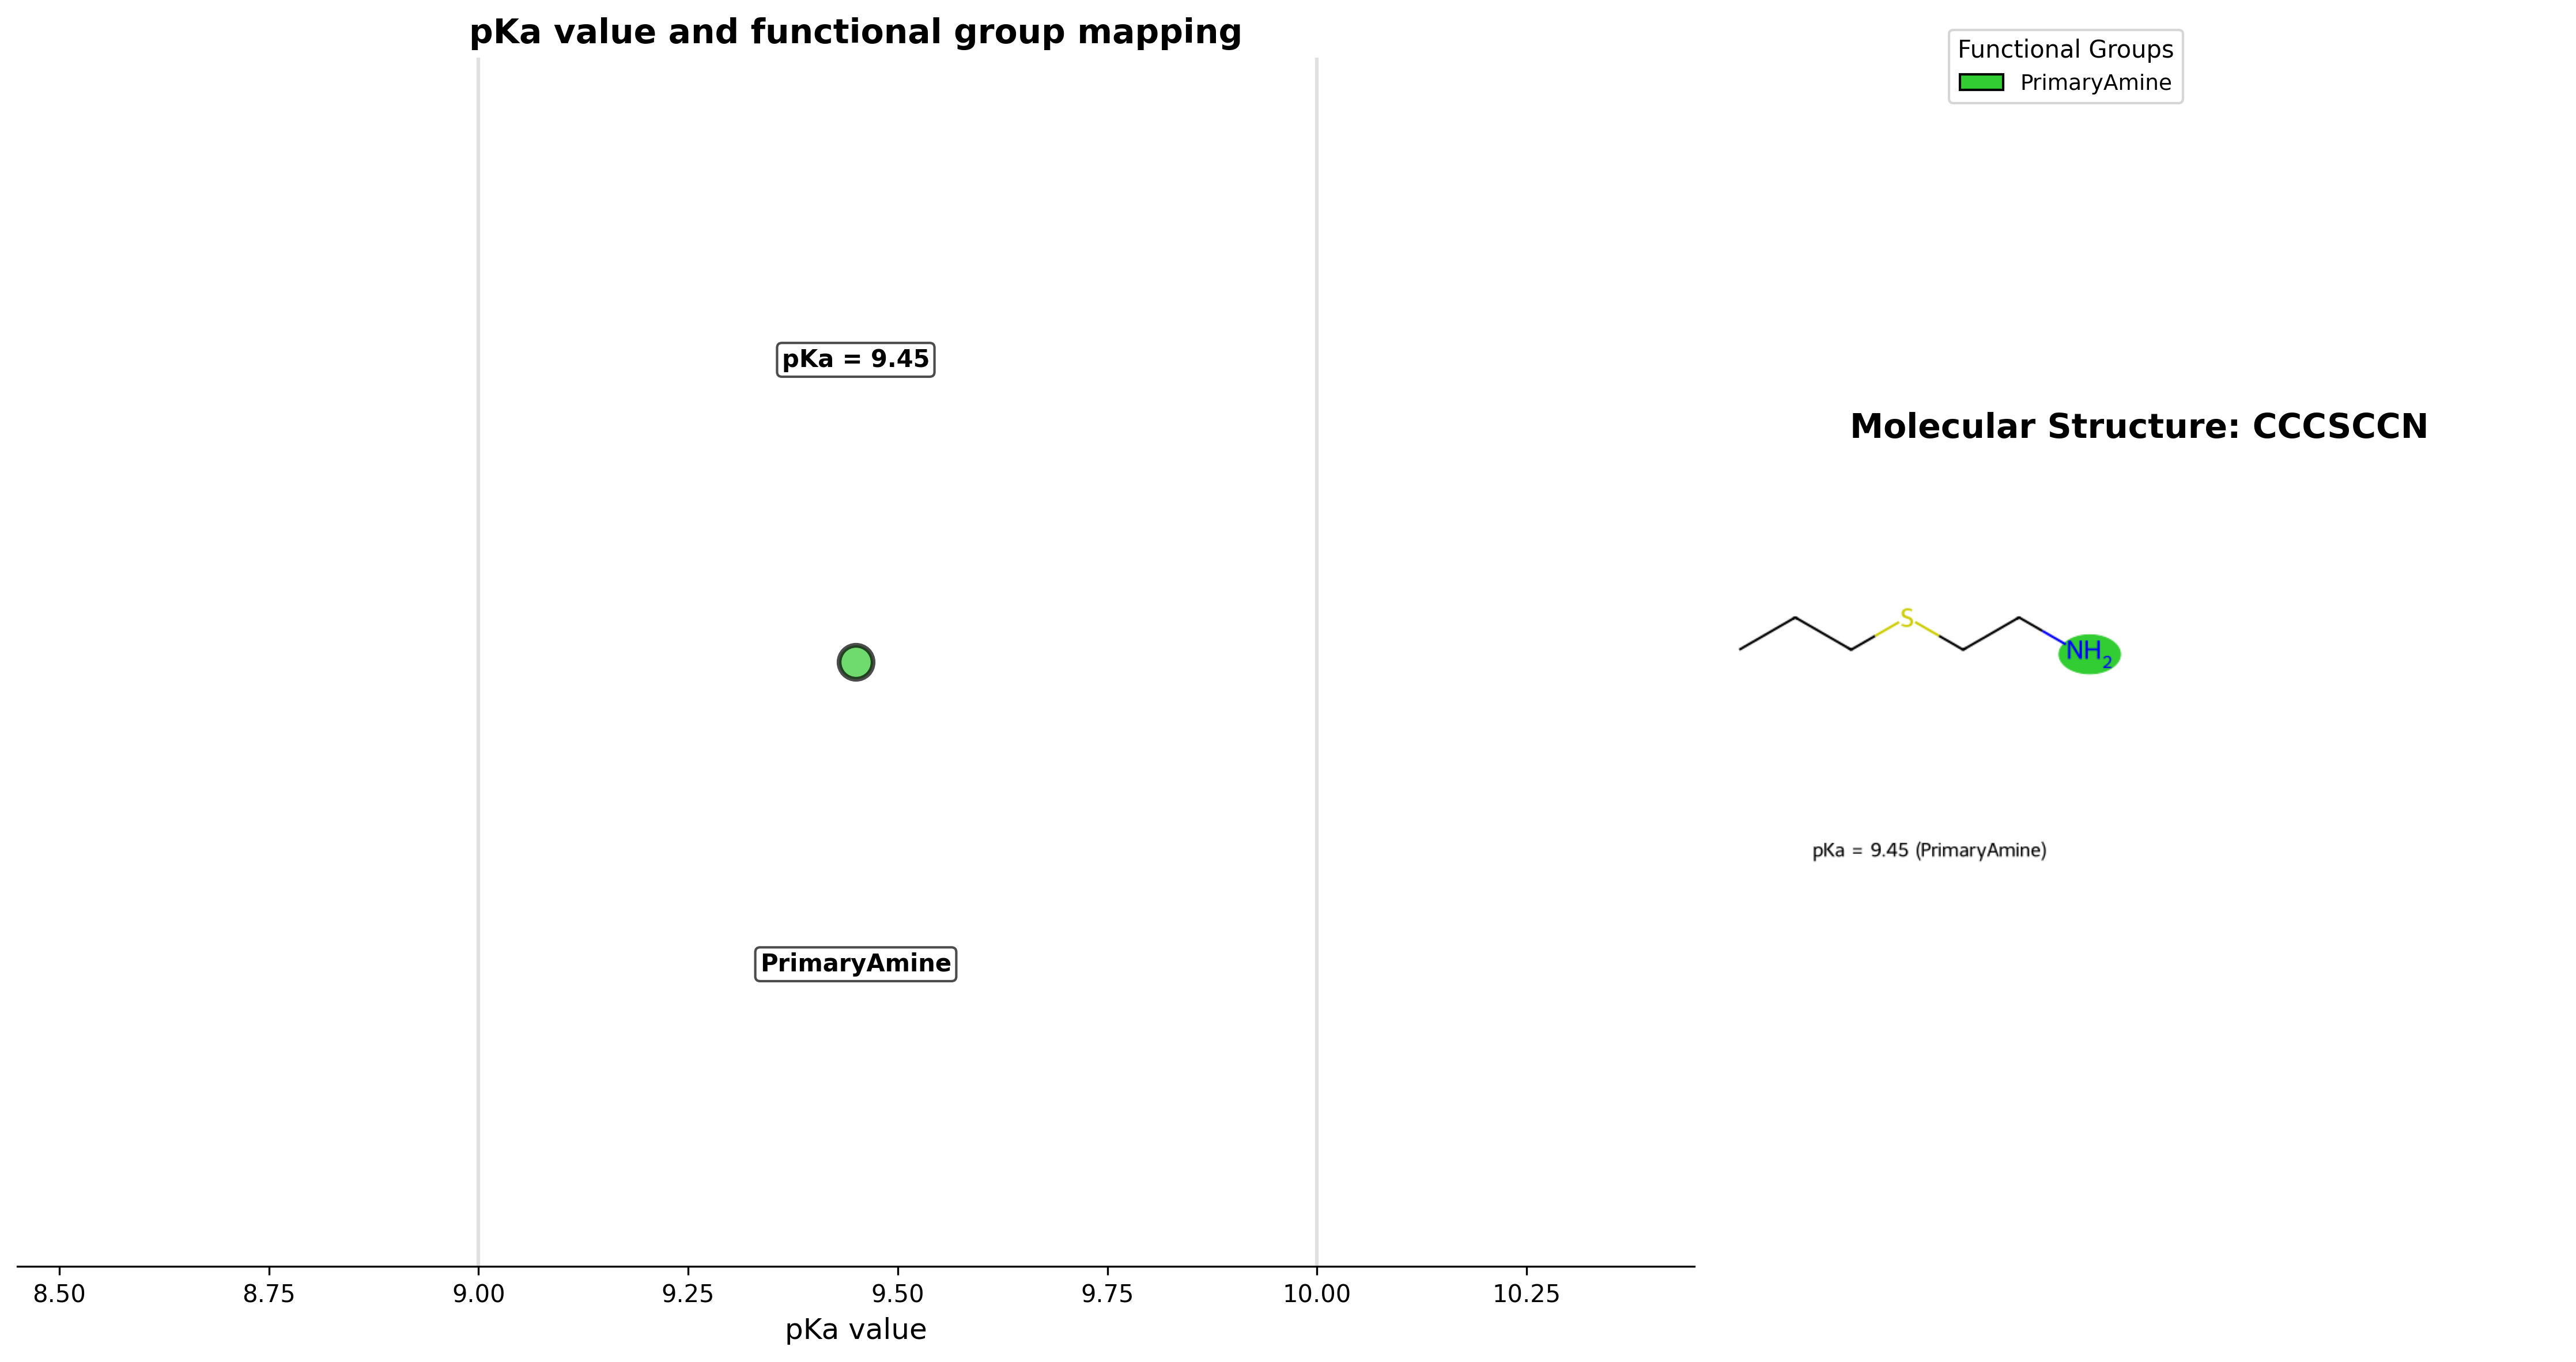 pKa value and functional group mapping
pKa = 9.45
PrimaryAmine
8.50 8.75 9.00 9.25 9.50 9.75 10.00 10.25
pKa value
Functional Groups
PrimaryAmine
Molecular Structure: CCCSCCN
S
NH2
pKa = 9.45 (PrimaryAmine)